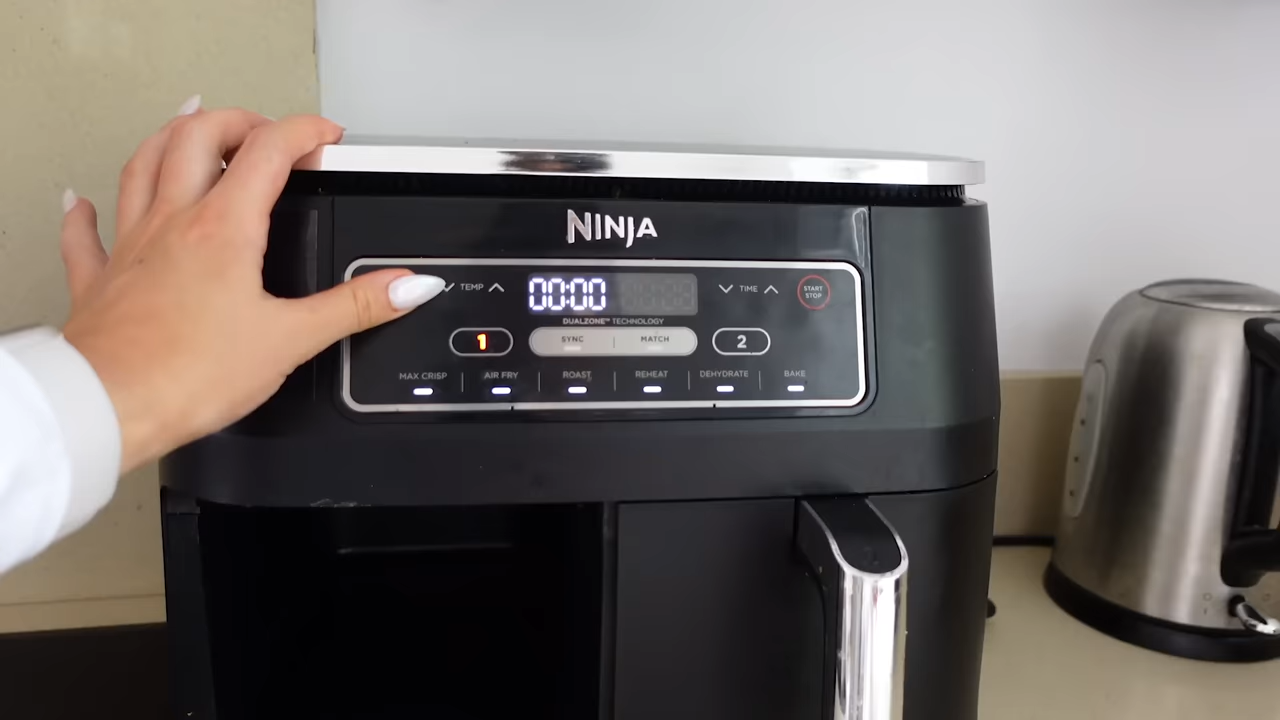 NINJA
TEMP 00:00 TIME START STOP
DUALZONE™ TECHNOLOGY
1 SYNC MATCH 2
MAX CRISP AIR FRY ROAST REHEAT DEHYDRATE BAKE